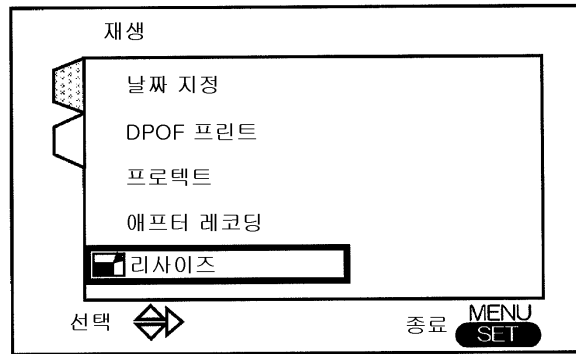 재생
날짜 지정
DPOF 프린트
프로텍트
애프터 레코딩
리사이즈
선택 종료 MENU
SET